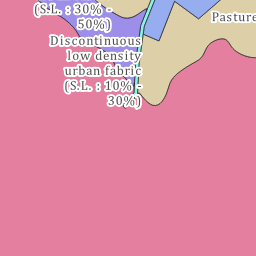 (S.L. : 30% -
50%)
Pasture
Discontinuous
low density
urban fabric
(S.L. : 10% -
30%)